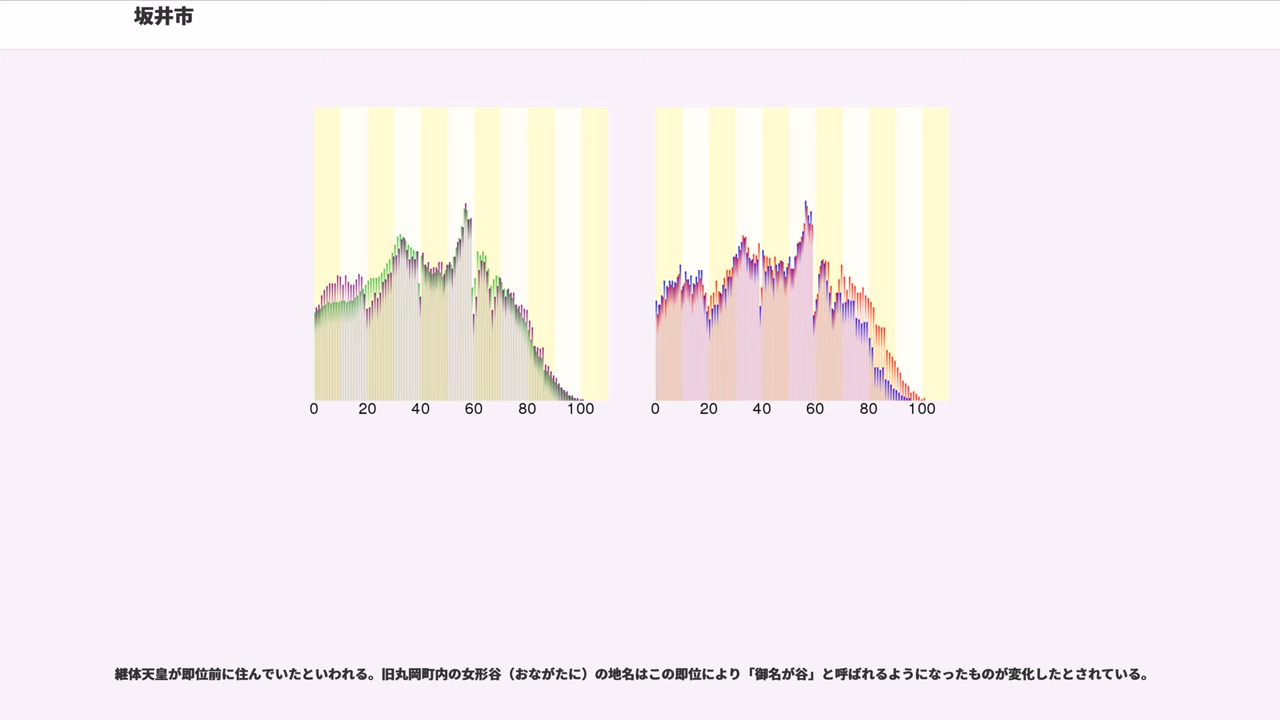 坂井市
0 20 40 60 80 100
0 20 40 60 80 100
継体天皇が即位前に住んでいたといわれる。旧丸岡町内の女形谷（おながたに）の地名はこの即位により「御名が谷」と呼ばれるようになったものが変化したとされている。